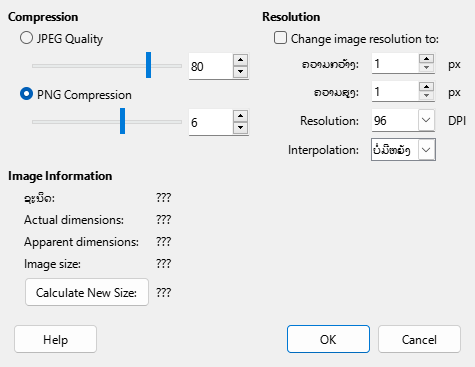 Compression
JPEG Quality
80
PNG Compression
6
Image Information
ຊະນິດ: ???
Actual dimensions: ???
Apparent dimensions: ???
Image size: ???
Calculate New Size: ???
Resolution
Change image resolution to:
ຄວາມກວ້າງ: 1 px
ຄວາມສູງ: 1 px
Resolution: 96 DPI
Interpolation: ບໍ່ມີຫຍັງ
Help
OK
Cancel